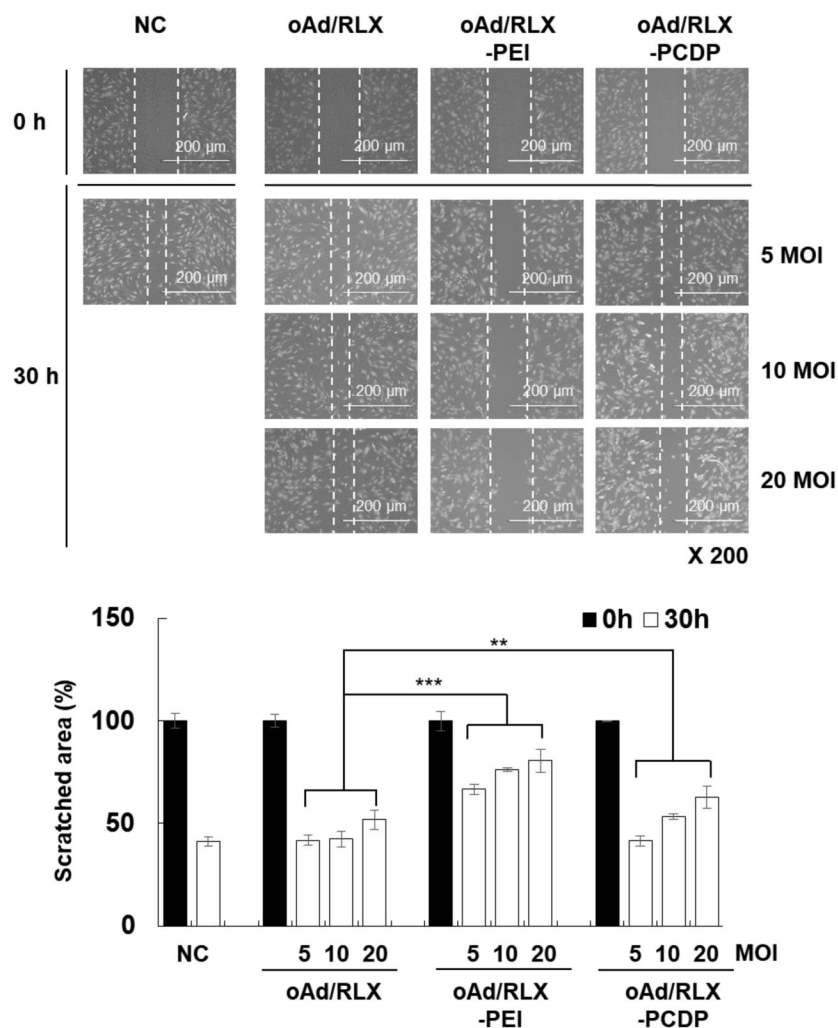 NC oAd/RLX oAd/RLX -PEI oAd/RLX -PCDP
0 h
200 µm 200 µm 200 µm 200 µm
200 µm 200 µm 200 µm 200 µm
5 MOI
30 h
200 µm 200 µm 200 µm
10 MOI
200 µm 200 µm 200 µm
20 MOI
X 200
Scratched area (%)
150
100
50
0
0h 30h
**
***
NC 5 10 20 5 10 20 5 10 20 MOI
oAd/RLX oAd/RLX -PEI oAd/RLX -PCDP